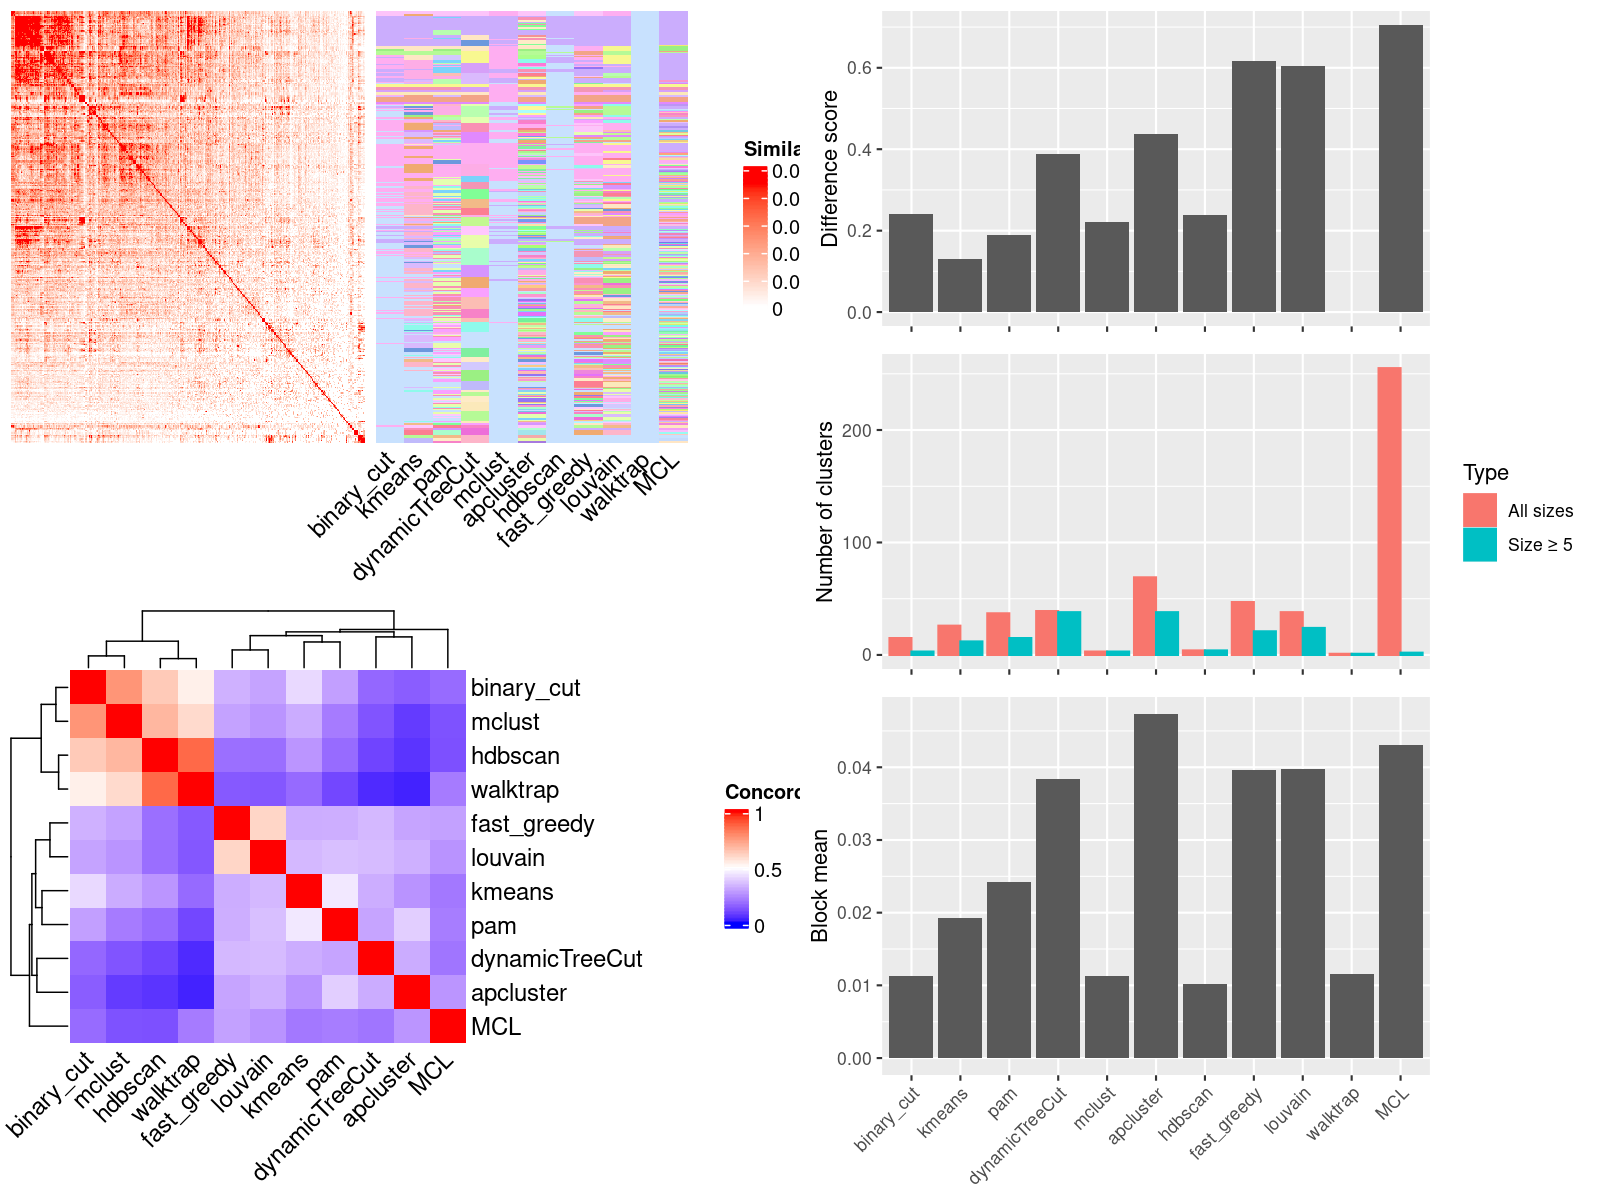 Simila
0.0
0.0
0.0
0.0
0.0
0
binary_cut
kmeans
pam
dynamicTreeCut
mclust
apcluster
hdbscan
fast_greedy
louvain
walktrap
MCL
binary_cut
mclust
hdbscan
walktrap
fast_greedy
louvain
kmeans
pam
dynamicTreeCut
apcluster
MCL
binary_cut
mclust
hdbscan
walktrap
fast_greedy
louvain
kmeans
pam
dynamicTreeCut
apcluster
MCL
Concord
1
0.5
0
Difference score
0.6
0.4
0.2
0.0
Number of clusters
200
100
0
Type
All sizes
Size ≥ 5
Block mean
0.04
0.03
0.02
0.01
0.00
binary_cut
kmeans
pam
dynamicTreeCut
mclust
apcluster
hdbscan
fast_greedy
louvain
walktrap
MCL